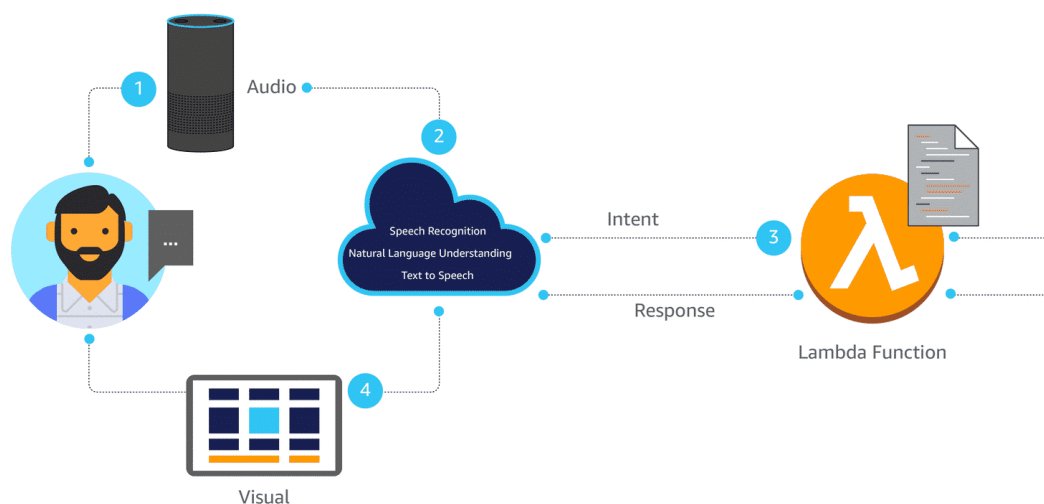 1
Audio
2
...
Speech Recognition
Natural Language Understanding
Text to Speech
Intent
3
Response
λ
Lambda Function
4
Visual